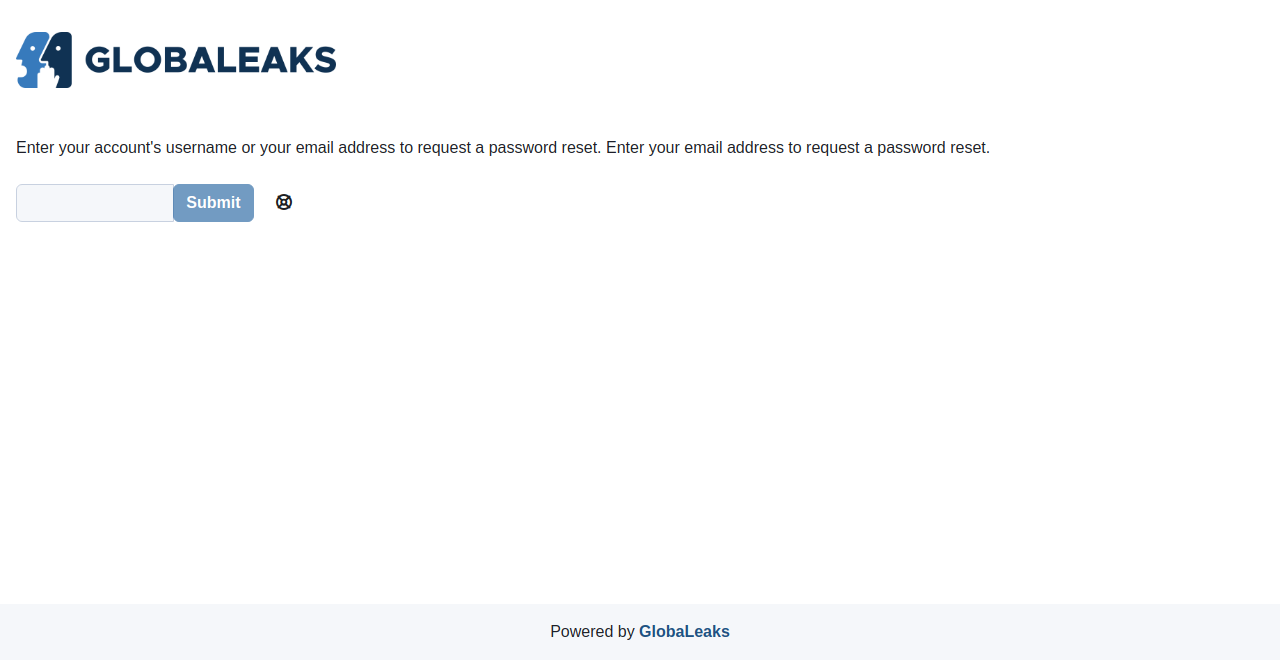 GLOBALEAKS
Enter your account's username or your email address to request a password reset. Enter your email address to request a password reset.
Submit
Powered by GlobaLeaks